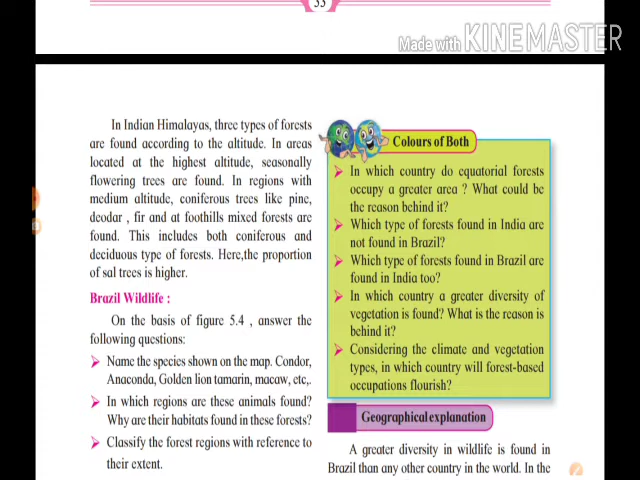 33
Made with KINEMASTER
In Indian Himalayas, three types of forests
are found according to the altitude. In areas
located at the highest altitude, seasonally
flowering trees are found. In regions with
medium altitude, coniferous trees like pine,
deodar , fir and at foothills mixed forests are
found. This includes both coniferous and
deciduous type of forests. Here,the proportion
of sal trees is higher.
Brazil Wildlife :
On the basis of figure 5.4 , answer the
following questions:
Name the species shown on the map. Condor,
Anaconda, Golden lion tamarin, macaw, etc,.
In which regions are these animals found?
Why are their habitats found in these forests?
Classify the forest regions with reference to
their extent.
Colours of Both
In which country do equatorial forests
occupy a greater area ? What could be
the reason behind it?
Which type of forests found in India are
not found in Brazil?
Which type of forests found in Brazil are
found in India too?
In which country a greater diversity of
vegetation is found? What is the reason is
behind it?
Considering the climate and vegetation
types, in which country will forest-based
occupations flourish?
Geographical explanation
A greater diversity in wildlife is found in
Brazil than any other country in the world. In the